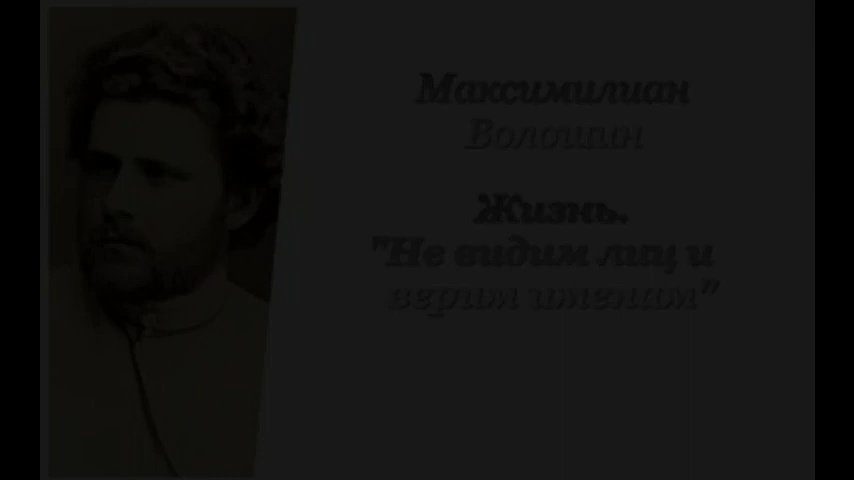 Максимилиан
Волошин
Жизнь.
"Не видим лиц и
верим именам"